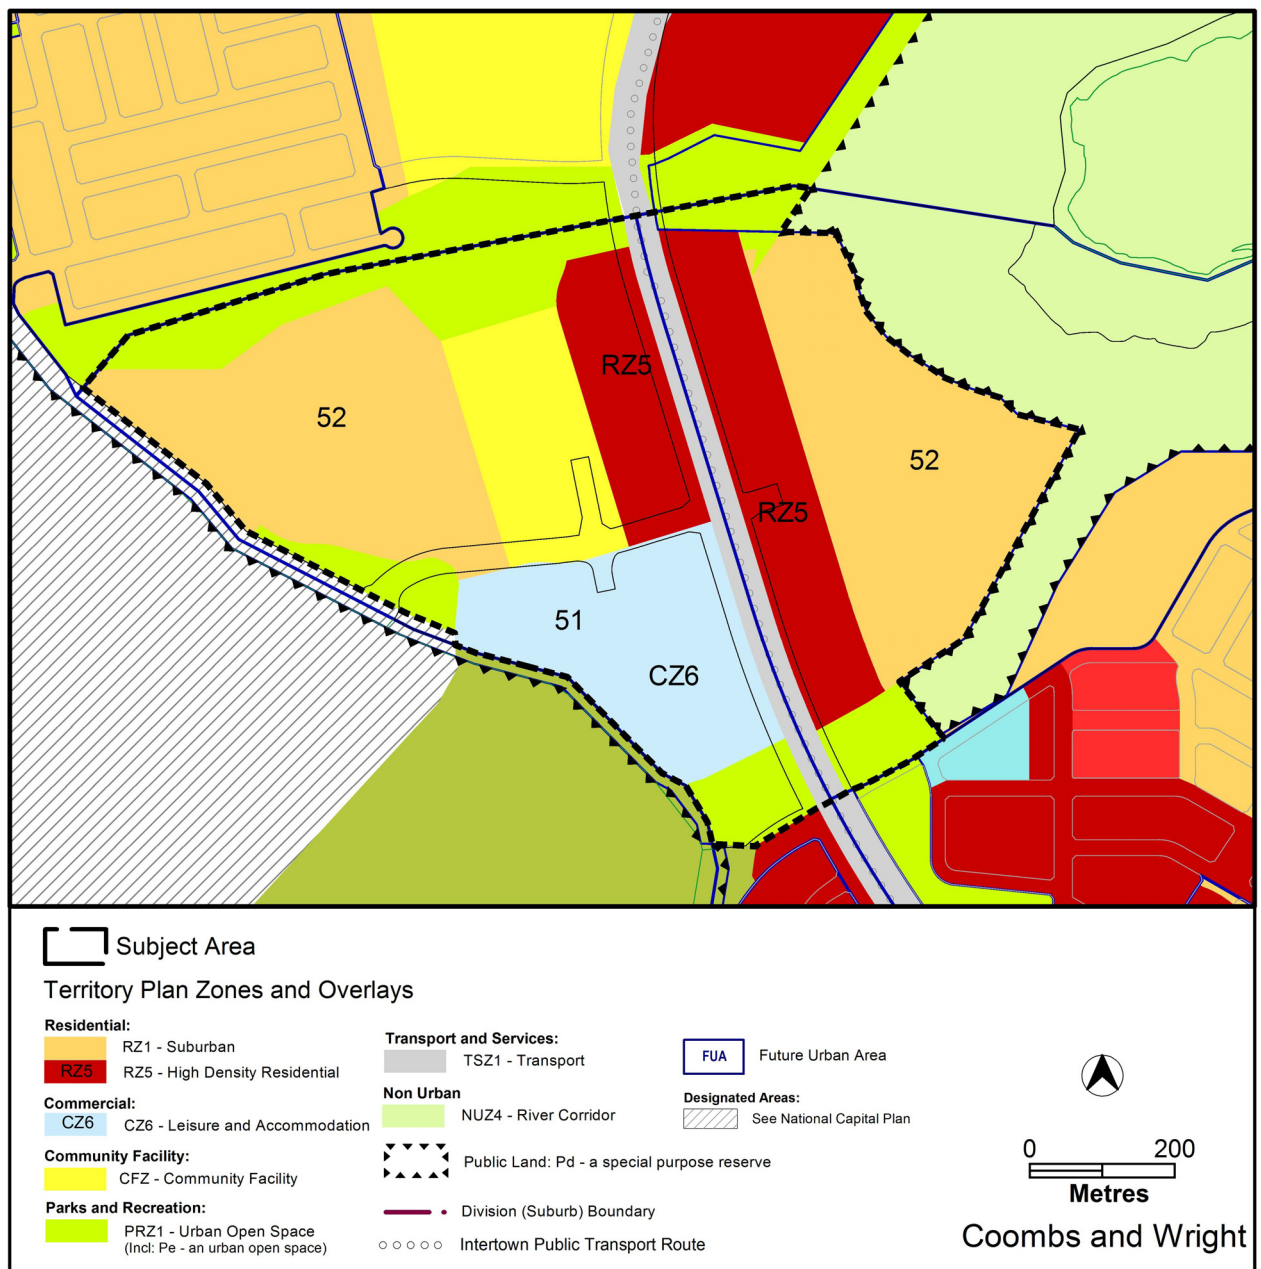 RZ5
52
52
RZ5
51
CZ6
Subject Area
Territory Plan Zones and Overlays
Residential:
RZ1 - Suburban
RZ5
RZ5 - High Density Residential
Commercial:
CZ6
CZ6 - Leisure and Accommodation
Community Facility:
CFZ - Community Facility
Parks and Recreation:
PRZ1 - Urban Open Space
(Incl: Pe - an urban open space)
Transport and Services:
TSZ1 - Transport
Non Urban
NUZ4 - River Corridor
Public Land: Pd - a special purpose reserve
Division (Suburb) Boundary
Intertown Public Transport Route
FUA
Future Urban Area
Designated Areas:
See National Capital Plan
0 200
Metres
Coombs and Wright